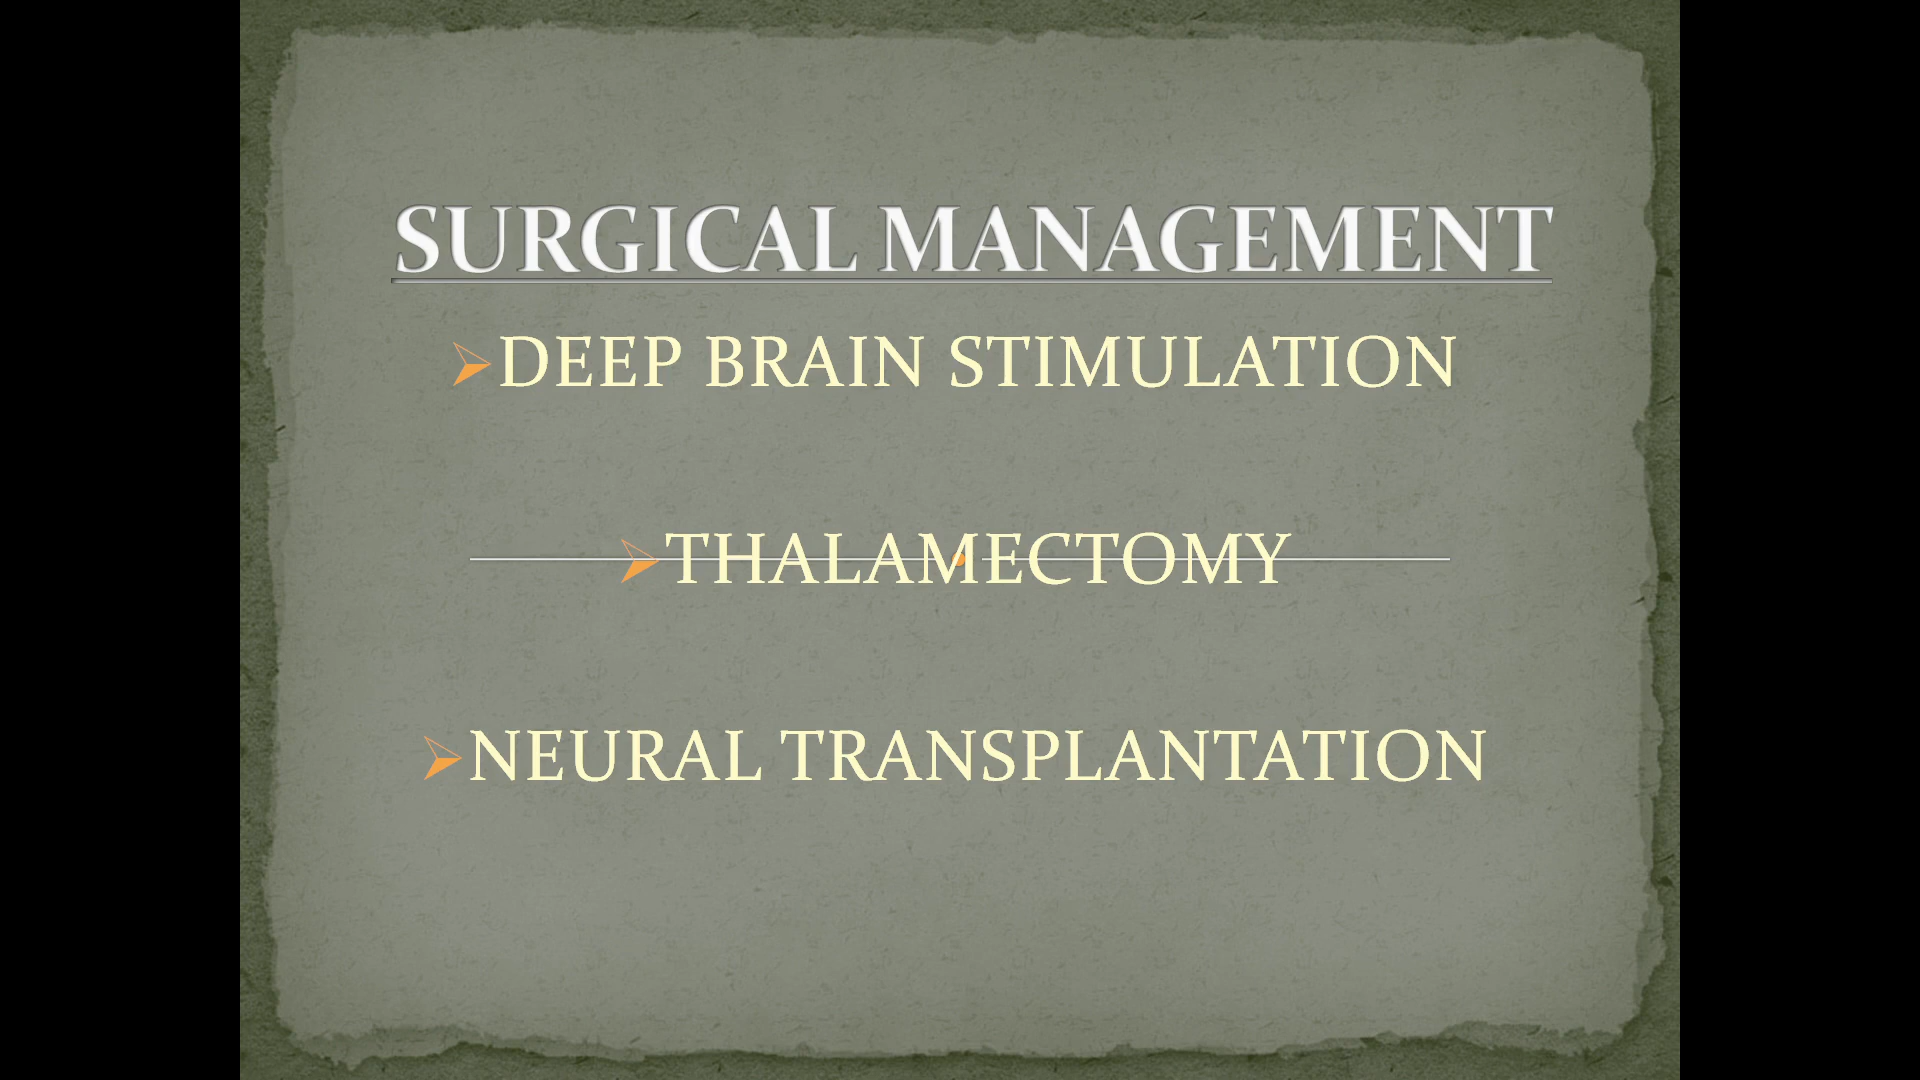 SURGICAL MANAGEMENT
DEEP BRAIN STIMULATION
THALAMECTOMY
NEURAL TRANSPLANTATION